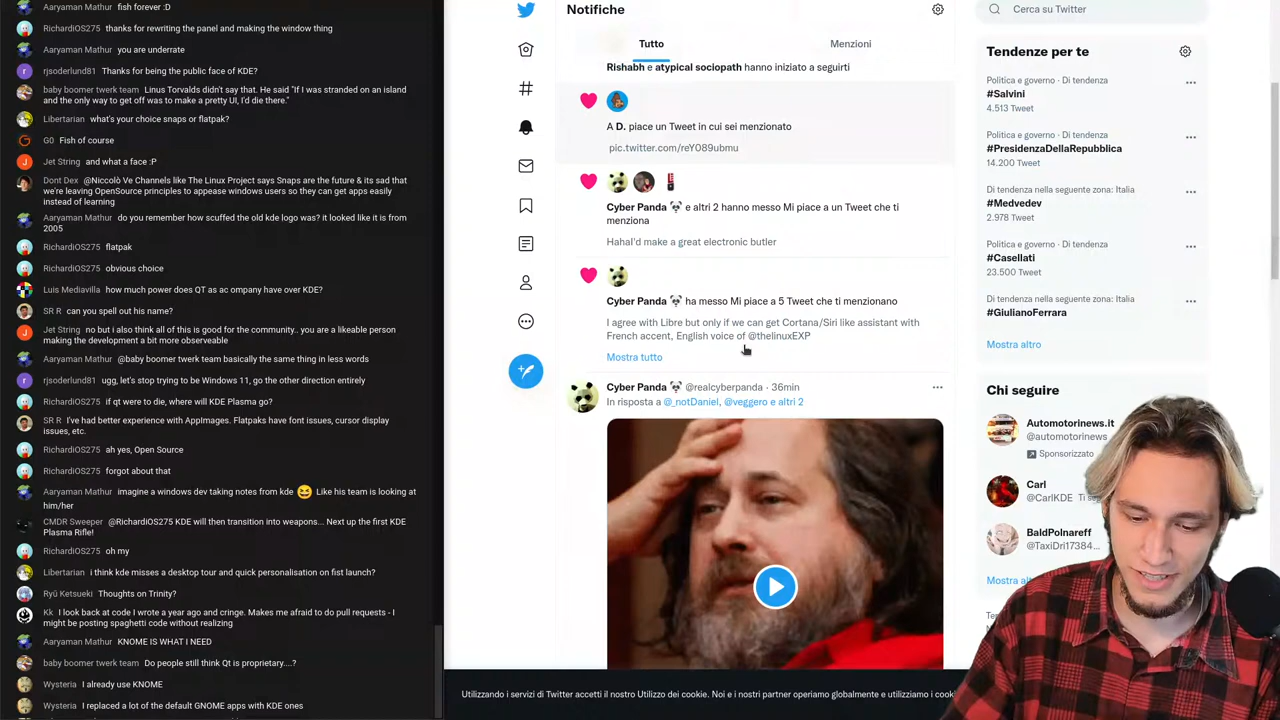 Aaryaman Mathur fish forever :D
RichardiOS275 thanks for rewriting the panel and making the window thing
Aaryaman Mathur you are underrate
rjsoderlund81 Thanks for being the public face of KDE?
baby boomer twerk team Linus Torvalds didn't say that. He said "If I was stranded on an island
and the only way to get off was to make a pretty UI, I'd die there."
Libertarian what's your choice snaps or flatpak?
G0 Fish of course
Jet String and what a face :P
Dont Dex @Niccolò Ve Channels like The Linux Project says Snaps are the future & its sad that
we're leaving OpenSource principles to appease windows users so they can get apps easily
instead of learning
Aaryaman Mathur do you remember how scuffed the old kde logo was? it looked like it is from
2005
RichardiOS275 flatpak
RichardiOS275 obvious choice
Luis Mediavilla how much power does QT as ac ompany have over KDE?
SR R can you spell out his name?
Jet String no but i also think all of this is good for the community.. you are a likeable person
making the development a bit more observeable
Aaryaman Mathur @baby boomer twerk team basically the same thing in less words
rjsoderlund81 ugg, let's stop trying to be Windows 11, go the other direction entirely
RichardiOS275 if qt were to die, where will KDE Plasma go?
SR R I've had better experience with AppImages. Flatpaks have font issues, cursor display
issues, etc.
RichardiOS275 ah yes, Open Source
RichardiOS275 forgot about that
Aaryaman Mathur imagine a windows dev taking notes from kde 😆 Like his team is looking at
him/her
CMDR Sweeper @RichardiOS275 KDE will then transition into weapons... Next up the first KDE
Plasma Rifle!
RichardiOS275 oh my
Libertarian i think kde misses a desktop tour and quick personalisation on fist launch?
Ryū Ketsueki Thoughts on Trinity?
Kk I look back at code I wrote a year ago and cringe. Makes me afraid to do pull requests - I
might be posting spaghetti code without realizing
Aaryaman Mathur KNOME IS WHAT I NEED
baby boomer twerk team Do people still think Qt is proprietary....?
Wysteria I already use KNOME
Wysteria I replaced a lot of the default GNOME apps with KDE ones
Notifiche
Tutto
Menzioni
Rishabh e atypical sociopath hanno iniziato a seguirti
A D. piace un Tweet in cui sei menzionato
pic.twitter.com/reY089ubmu
Cyber Panda 🐼 e altri 2 hanno messo Mi piace a un Tweet che ti
menziona
HahaI'd make a great electronic butler
Cyber Panda 🐼 ha messo Mi piace a 5 Tweet che ti menzionano
I agree with Libre but only if we can get Cortana/Siri like assistant with
French accent, English voice of @thelinuxEXP
Mostra tutto
Cyber Panda 🐼 @realcyberpanda · 36min
In risposta a @_notDaniel, @veggero e altri 2
Utilizzando i servizi di Twitter accetti il nostro Utilizzo dei cookie. Noi e i nostri partner operiamo globalmente e utilizziamo i cook
Cerca su Twitter
Tendenze per te
Politica e governo · Di tendenza
#Salvini
4.513 Tweet
Politica e governo · Di tendenza
#PresidenzaDellaRepubblica
14.200 Tweet
Di tendenza nella seguente zona: Italia
#Medvedev
2.978 Tweet
Politica e governo · Di tendenza
#Casellati
23.500 Tweet
Di tendenza nella seguente zona: Italia
#GiulianoFerrara
Mostra altro
Chi seguire
Automotorinews.it
@automotorinews
Sponsorizzato
Carl
@CarlKDE Ti
BaldPolnareff
@TaxiDri17384...